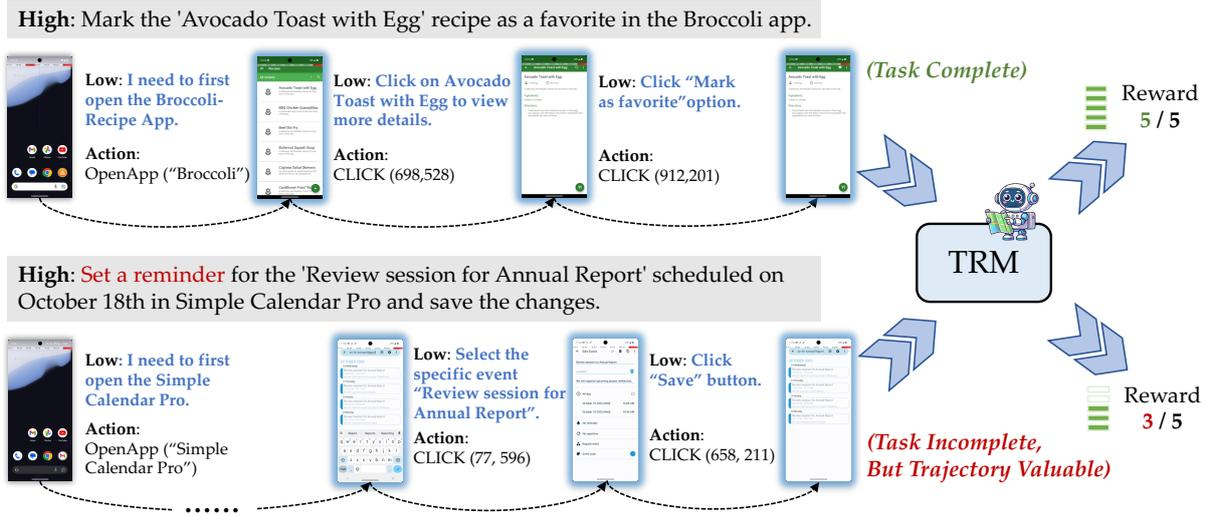 High: Mark the 'Avocado Toast with Egg' recipe as a favorite in the Broccoli app.
Low: I need to first
open the Broccoli-
Recipe App.
Action:
OpenApp (“Broccoli”)
Low: Click on Avocado
Toast with Egg to view
more details.
Action:
CLICK (698,528)
Low: Click “Mark
as favorite”option.
Action:
CLICK (912,201)
(Task Complete)
Reward
5 / 5
TRM
High: Set a reminder for the 'Review session for Annual Report' scheduled on
October 18th in Simple Calendar Pro and save the changes.
Low: I need to first
open the Simple
Calendar Pro.
Action:
OpenApp (“Simple
Calendar Pro”)
......
Low: Select the
specific event
“Review session for
Annual Report”.
Action:
CLICK (77, 596)
Low: Click
“Save” button.
Action:
CLICK (658, 211)
(Task Incomplete,
But Trajectory Valuable)
Reward
3 / 5